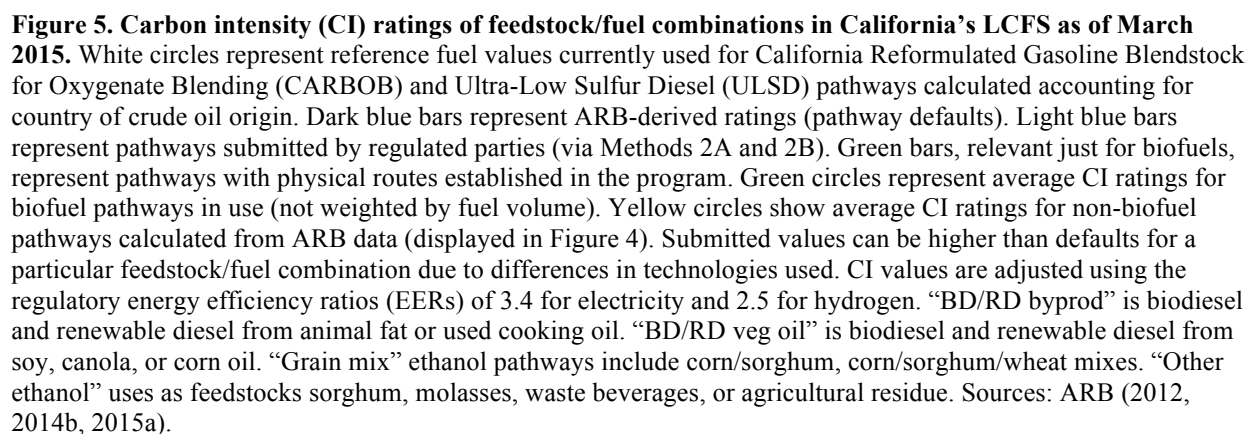 Figure 5. Carbon intensity (CI) ratings of feedstock/fuel combinations in California’s LCFS as of March
2015. White circles represent reference fuel values currently used for California Reformulated Gasoline Blendstock
for Oxygenate Blending (CARBOB) and Ultra-Low Sulfur Diesel (ULSD) pathways calculated accounting for
country of crude oil origin. Dark blue bars represent ARB-derived ratings (pathway defaults). Light blue bars
represent pathways submitted by regulated parties (via Methods 2A and 2B). Green bars, relevant just for biofuels,
represent pathways with physical routes established in the program. Green circles represent average CI ratings for
biofuel pathways in use (not weighted by fuel volume). Yellow circles show average CI ratings for non-biofuel
pathways calculated from ARB data (displayed in Figure 4). Submitted values can be higher than defaults for a
particular feedstock/fuel combination due to differences in technologies used. CI values are adjusted using the
regulatory energy efficiency ratios (EERs) of 3.4 for electricity and 2.5 for hydrogen. “BD/RD byprod” is biodiesel
and renewable diesel from animal fat or used cooking oil. “BD/RD veg oil” is biodiesel and renewable diesel from
soy, canola, or corn oil. “Grain mix” ethanol pathways include corn/sorghum, corn/sorghum/wheat mixes. “Other
ethanol” uses as feedstocks sorghum, molasses, waste beverages, or agricultural residue. Sources: ARB (2012,
2014b, 2015a).